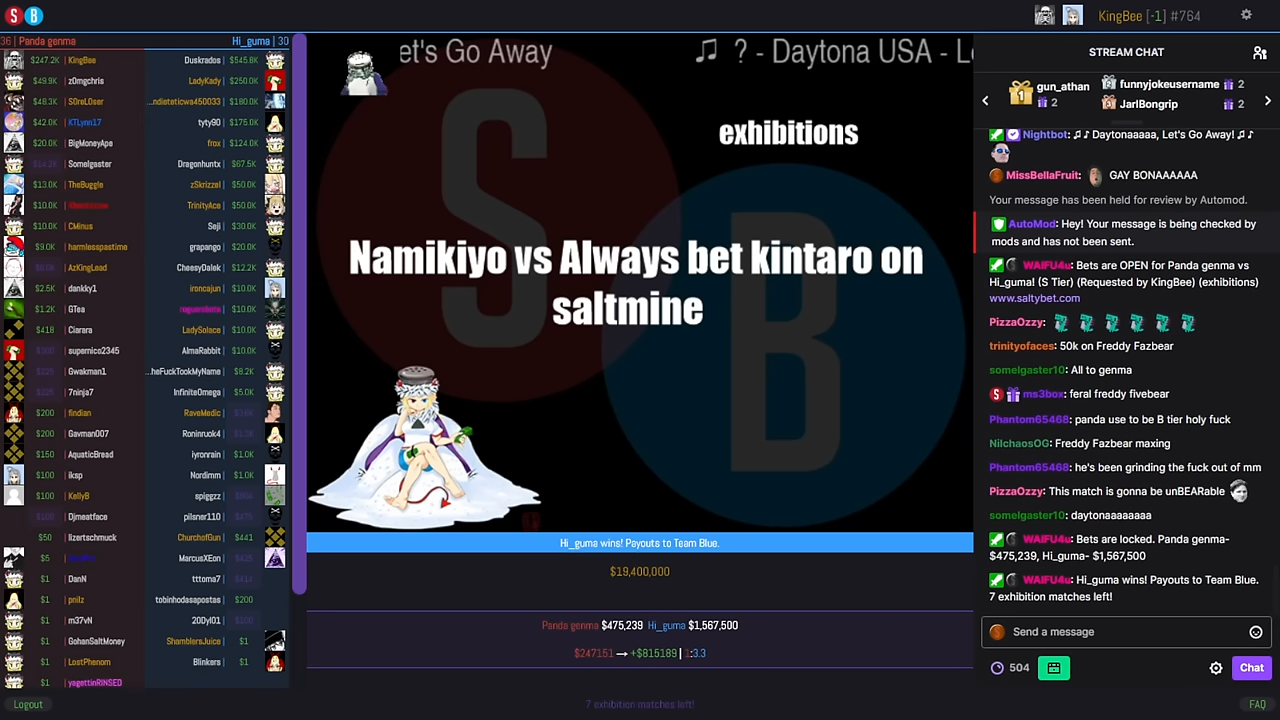 S B
KingBee [-1] #764
36 | Panda genma
Hi_guma | 30
$247.2K | KingBee
Duskrados | $545.8K
$49.9K | z0mgchris
LadyKady | $250.0K
$48.3K | S0reL0ser
...ndieteticwa450033 | $180.0K
$42.0K | KTLynn17
tyty90 | $175.0K
$20.0K | BigMoneyApe
frox | $124.0K
| Somelgaster
Dragonhuntx | $67.5K
$13.0K | TheBuggle
zSkrizzel | $50.0K
$10.0K |
TrinityAce | $50.0K
$10.0K | CMinus
Saji | $30.0K
$9.0K | harmlesspastime
grapango | $20.0K
| AzKingLead
CheesyDalek | $12.2K
$2.5K | dankky1
ironcajun | $10.0K
$1.2K | GTea
| $10.0K
$418 | Ciarara
LadySolace | $10.0K
| supernico2345
AlmaRabbit | $10.0K
| Gwakman1
...heFuckTookMyName | $8.2K
| 7ninja7
InfiniteOmega | $5.0K
$200 | findian
RaveMedic |
$200 | Gavman007
Roninruok4 |
$150 | AquaticBread
iyronrain | $1.0K
$100 | iksp
Nordimm | $1.0K
$100 | KellyB
spiggzz |
| Djmeatface
pilsner110 |
$50 | lizertschmuck
ChurchofGun | $441
$5 |
MarcusXEon |
$1 | DanN
tttoma7 |
$1 | pnilz
tobinhodasapostas | $200
$1 | m37vN
20Dyl01 |
$1 | GohanSaltMoney
ShamblersJuice | $1
$1 | LostPhenom
Blinkers | $1
$1 | yagettinRINSED
Logout
et's Go Away
♫ ? - Daytona USA - Le
S B
exhibitions
Namikiyo vs Always bet kintaro on
saltmine
Hi_guma wins! Payouts to Team Blue.
$19,400,000
Panda genma $475,239 Hi_guma $1,567,500
$247151 → +$815189 | 1:3.3
7 exhibition matches left!
STREAM CHAT
1 gun_athan
2
2 funnyjokeusername 2
3 JarlBongrip 2
Nightbot: ♫♪ Daytonaaaaa, Let's Go Away! ♫♪
MissBellaFruit: GAY BONAAAAAA
Your message has been held for review by Automod.
AutoMod: Hey! Your message is being checked by
mods and has not been sent.
WAIFU4u: Bets are OPEN for Panda genma vs
Hi_guma! (S Tier) (Requested by KingBee) (exhibitions)
www.saltybet.com
PizzaOzzy:
trinityofaces: 50k on Freddy Fazbear
somelgaster10: All to genma
ms3box: feral freddy fivebear
Phantom65468: panda use to be B tier holy fuck
NilchaosOG: Freddy Fazbear maxing
Phantom65468: he's been grinding the fuck out of mm
PizzaOzzy: This match is gonna be unBEARable
somelgaster10: daytonaaaaaaaa
WAIFU4u: Bets are locked. Panda genma-
$475,239, Hi_guma- $1,567,500
WAIFU4u: Hi_guma wins! Payouts to Team Blue.
7 exhibition matches left!
Send a message
504
Chat
FAQ